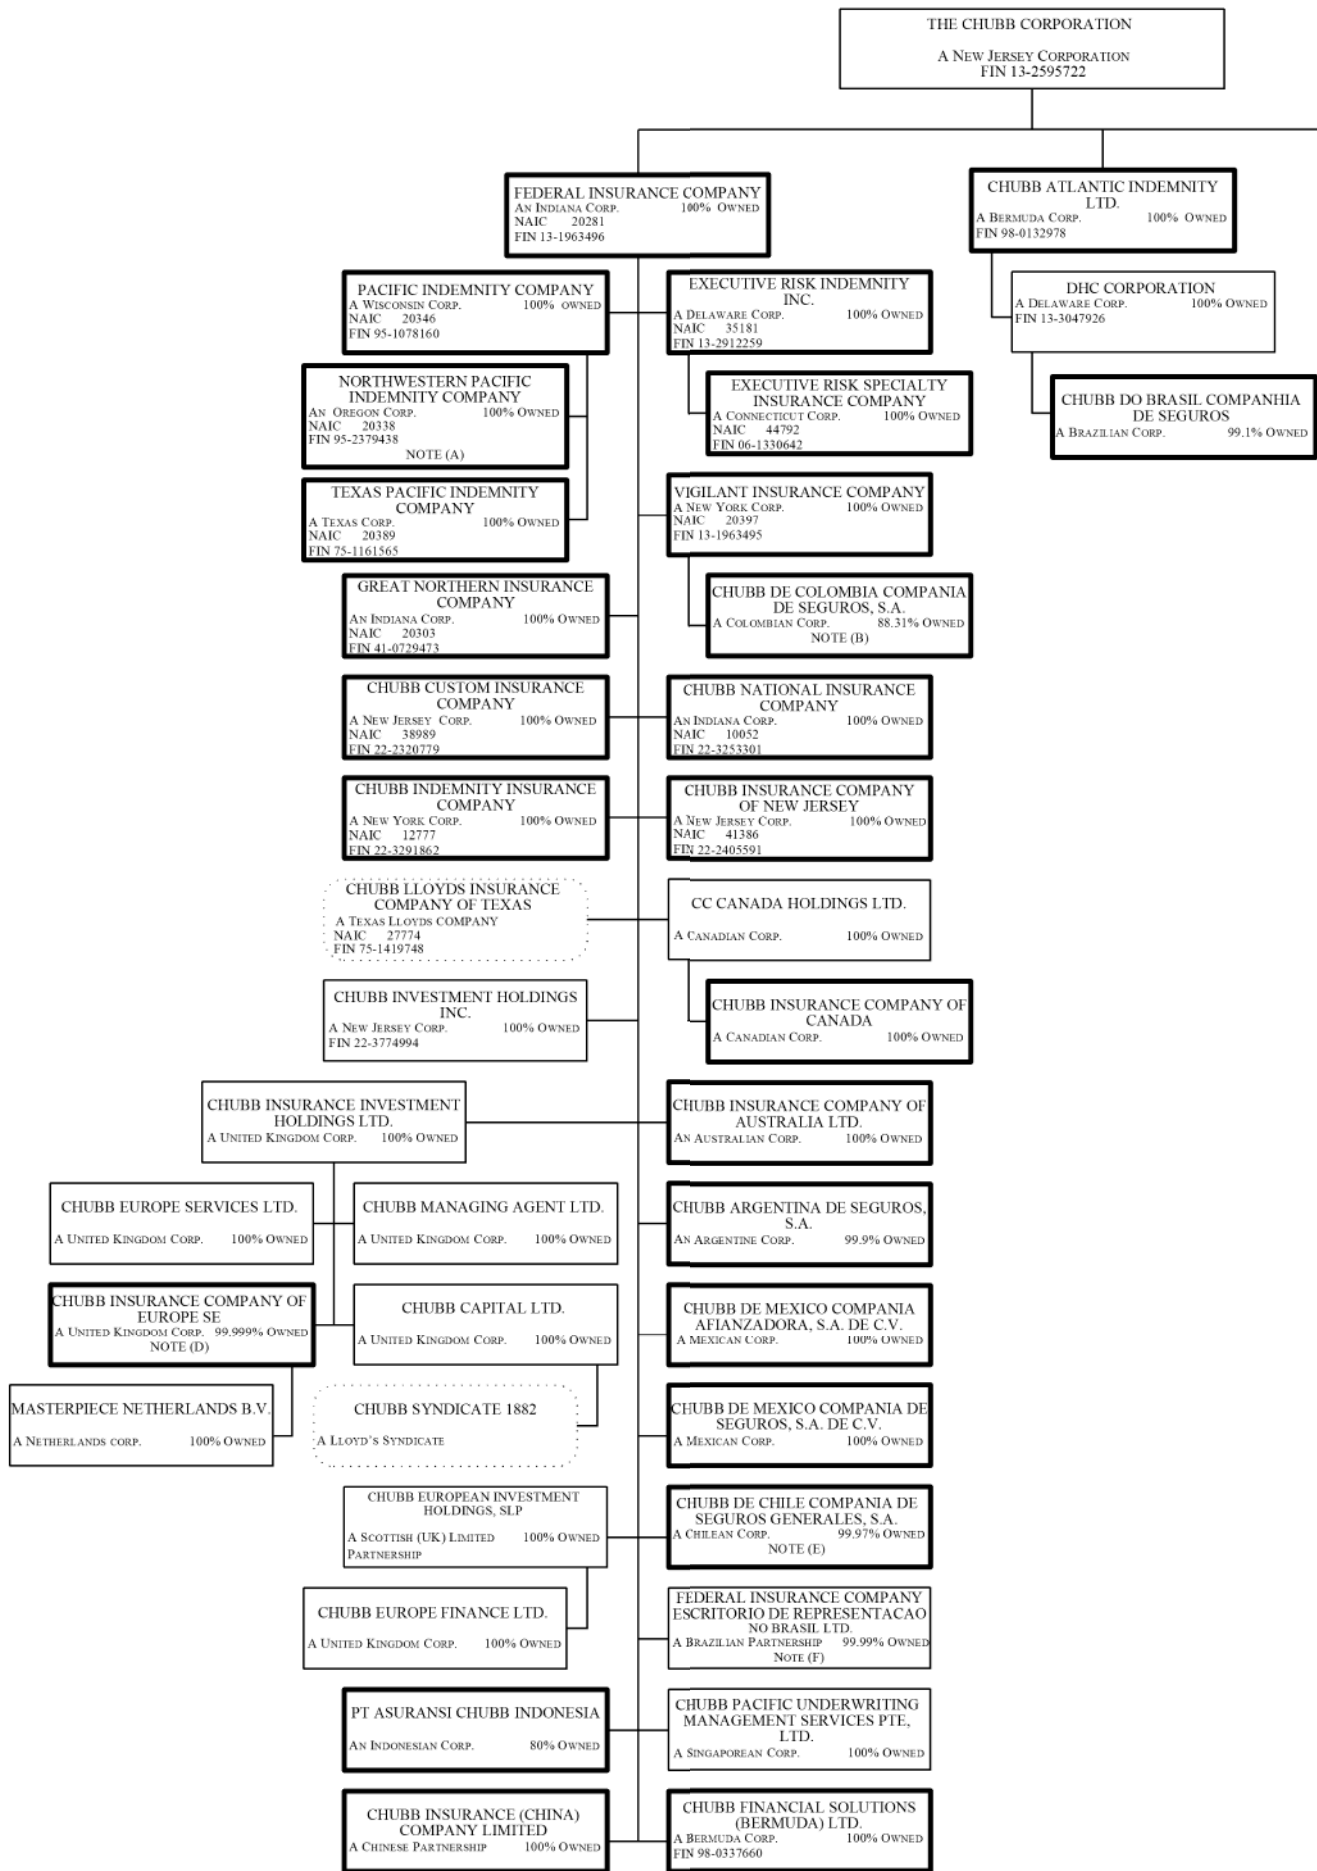 THE CHUBB CORPORATION
A NEW JERSEY CORPORATION
FIN 13-2595722
FEDERAL INSURANCE COMPANY
AN INDIANA CORP. 100% OWNED
NAIC 20281
FIN 13-1963496
CHUBB ATLANTIC INDEMNITY
LTD.
A BERMUDA CORP. 100% OWNED
FIN 98-0132978
PACIFIC INDEMNITY COMPANY
A WISCONSIN CORP. 100% OWNED
NAIC 20346
FIN 95-1078160
EXECUTIVE RISK INDEMNITY
INC.
A DELAWARE CORP. 100% OWNED
NAIC 35181
FIN 13-2912259
DHC CORPORATION
A DELAWARE CORP. 100% OWNED
FIN 13-3047926
NORTHWESTERN PACIFIC
INDEMNITY COMPANY
AN OREGON CORP. 100% OWNED
NAIC 20338
FIN 95-2379438
NOTE (A)
EXECUTIVE RISK SPECIALTY
INSURANCE COMPANY
A CONNECTICUT CORP. 100% OWNED
NAIC 44792
FIN 06-1330642
CHUBB DO BRASIL COMPANHIA
DE SEGUROS
A BRAZILIAN CORP. 99.1% OWNED
TEXAS PACIFIC INDEMNITY
COMPANY
A TEXAS CORP. 100% OWNED
NAIC 20389
FIN 75-1161565
VIGILANT INSURANCE COMPANY
A NEW YORK CORP. 100% OWNED
NAIC 20397
FIN 13-1963495
GREAT NORTHERN INSURANCE
COMPANY
AN INDIANA CORP. 100% OWNED
NAIC 20303
FIN 41-0729473
CHUBB DE COLOMBIA COMPANIA
DE SEGUROS, S.A.
A COLOMBIAN CORP. 88.31% OWNED
NOTE (B)
CHUBB CUSTOM INSURANCE
COMPANY
A NEW JERSEY CORP. 100% OWNED
NAIC 38989
FIN 22-2320779
CHUBB NATIONAL INSURANCE
COMPANY
AN INDIANA CORP. 100% OWNED
NAIC 10052
FIN 22-3253301
CHUBB INDEMNITY INSURANCE
COMPANY
A NEW YORK CORP. 100% OWNED
NAIC 12777
FIN 22-3291862
CHUBB INSURANCE COMPANY
OF NEW JERSEY
A NEW JERSEY CORP. 100% OWNED
NAIC 41386
FIN 22-2405591
CHUBB LLOYDS INSURANCE
COMPANY OF TEXAS
A TEXAS LLOYDS COMPANY
NAIC 27774
FIN 75-1419748
CC CANADA HOLDINGS LTD.
A CANADIAN CORP. 100% OWNED
CHUBB INVESTMENT HOLDINGS
INC.
A NEW JERSEY CORP. 100% OWNED
FIN 22-3774994
CHUBB INSURANCE COMPANY OF
CANADA
A CANADIAN CORP. 100% OWNED
CHUBB INSURANCE INVESTMENT
HOLDINGS LTD.
A UNITED KINGDOM CORP. 100% OWNED
CHUBB INSURANCE COMPANY OF
AUSTRALIA LTD.
AN AUSTRALIAN CORP. 100% OWNED
CHUBB EUROPE SERVICES LTD.
A UNITED KINGDOM CORP. 100% OWNED
CHUBB MANAGING AGENT LTD.
A UNITED KINGDOM CORP. 100% OWNED
CHUBB ARGENTINA DE SEGUROS,
S.A.
AN ARGENTINE CORP. 99.9% OWNED
CHUBB INSURANCE COMPANY OF
EUROPE SE
A UNITED KINGDOM CORP. 99.999% OWNED
NOTE (D)
CHUBB CAPITAL LTD.
A UNITED KINGDOM CORP. 100% OWNED
CHUBB DE MEXICO COMPANIA
AFIANZADORA, S.A. DE C.V.
A MEXICAN CORP. 100% OWNED
MASTERPIECE NETHERLANDS B.V.
A NETHERLANDS CORP. 100% OWNED
CHUBB SYNDICATE 1882
A LLOYD'S SYNDICATE
CHUBB DE MEXICO COMPANIA DE
SEGUROS, S.A. DE C.V.
A MEXICAN CORP. 100% OWNED
CHUBB EUROPEAN INVESTMENT
HOLDINGS, SLP
A SCOTTISH (UK) LIMITED 100% OWNED
PARTNERSHIP
CHUBB DE CHILE COMPANIA DE
SEGUROS GENERALES, S.A.
A CHILEAN CORP. 99.97% OWNED
NOTE (E)
CHUBB EUROPE FINANCE LTD.
A UNITED KINGDOM CORP. 100% OWNED
FEDERAL INSURANCE COMPANY
ESCRITORIO DE REPRESENTACAO
NO BRASIL LTD.
A BRAZILIAN PARTNERSHIP 99.99% OWNED
NOTE (F)
PT ASURANSI CHUBB INDONESIA
AN INDONESIAN CORP. 80% OWNED
CHUBB PACIFIC UNDERWRITING
MANAGEMENT SERVICES PTE,
LTD.
A SINGAPOREAN CORP. 100% OWNED
CHUBB INSURANCE (CHINA)
COMPANY LIMITED
A CHINESE PARTNERSHIP 100% OWNED
CHUBB FINANCIAL SOLUTIONS
(BERMUDA) LTD.
A BERMUDA CORP. 100% OWNED
FIN 98-0337660